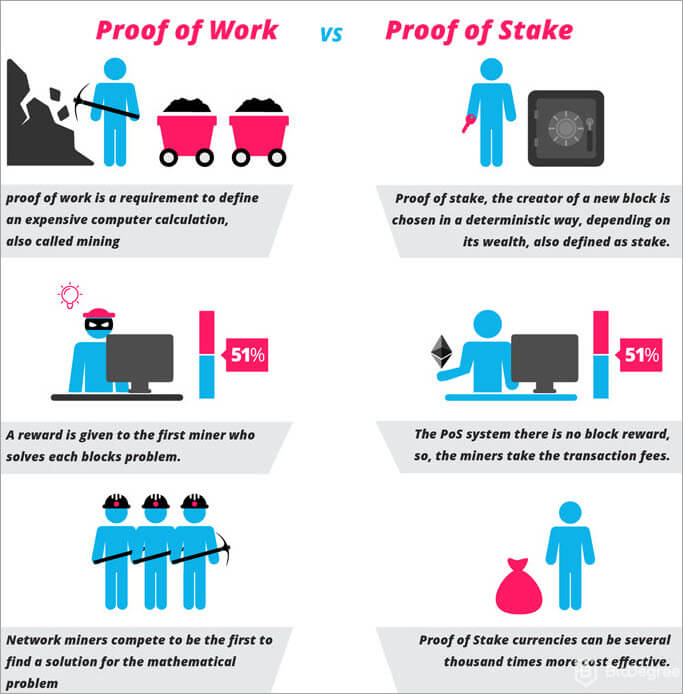 Proof of Work vs Proof of Stake
proof of work is a requirement to define
an expensive computer calculation,
also called mining
Proof of stake, the creator of a new block is
chosen in a deterministic way, depending on
its wealth, also defined as stake.
51%
51%
A reward is given to the first miner who
solves each blocks problem.
The PoS system there is no block reward,
so, the miners take the transaction fees.
Network miners compete to be the first to
find a solution for the mathematical
problem
Proof of Stake currencies can be several
thousand times more cost effective.
BitDegree